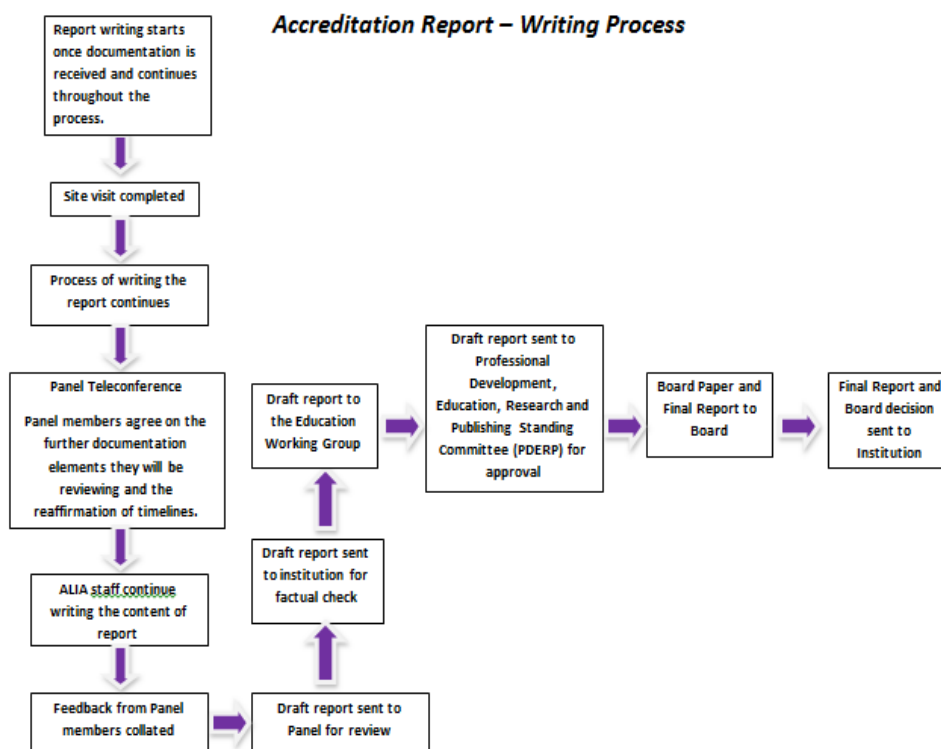 Accreditation Report – Writing Process
Report writing starts
once documentation is
received and continues
throughout the
process.
Site visit completed
Process of writing the
report continues
Panel Teleconference
Panel members agree on the
further documentation
elements they will be
reviewing and the
reaffirmation of timelines.
ALIA staff continue
writing the content of
report
Feedback from Panel
members collated
Draft report sent to
Panel for review
Draft report sent
to institution for
factual check
Draft report to
the Education
Working Group
Draft report sent to
Professional
Development,
Education, Research and
Publishing Standing
Committee (PDERP) for
approval
Board Paper and
Final Report to
Board
Final Report and
Board decision
sent to
Institution